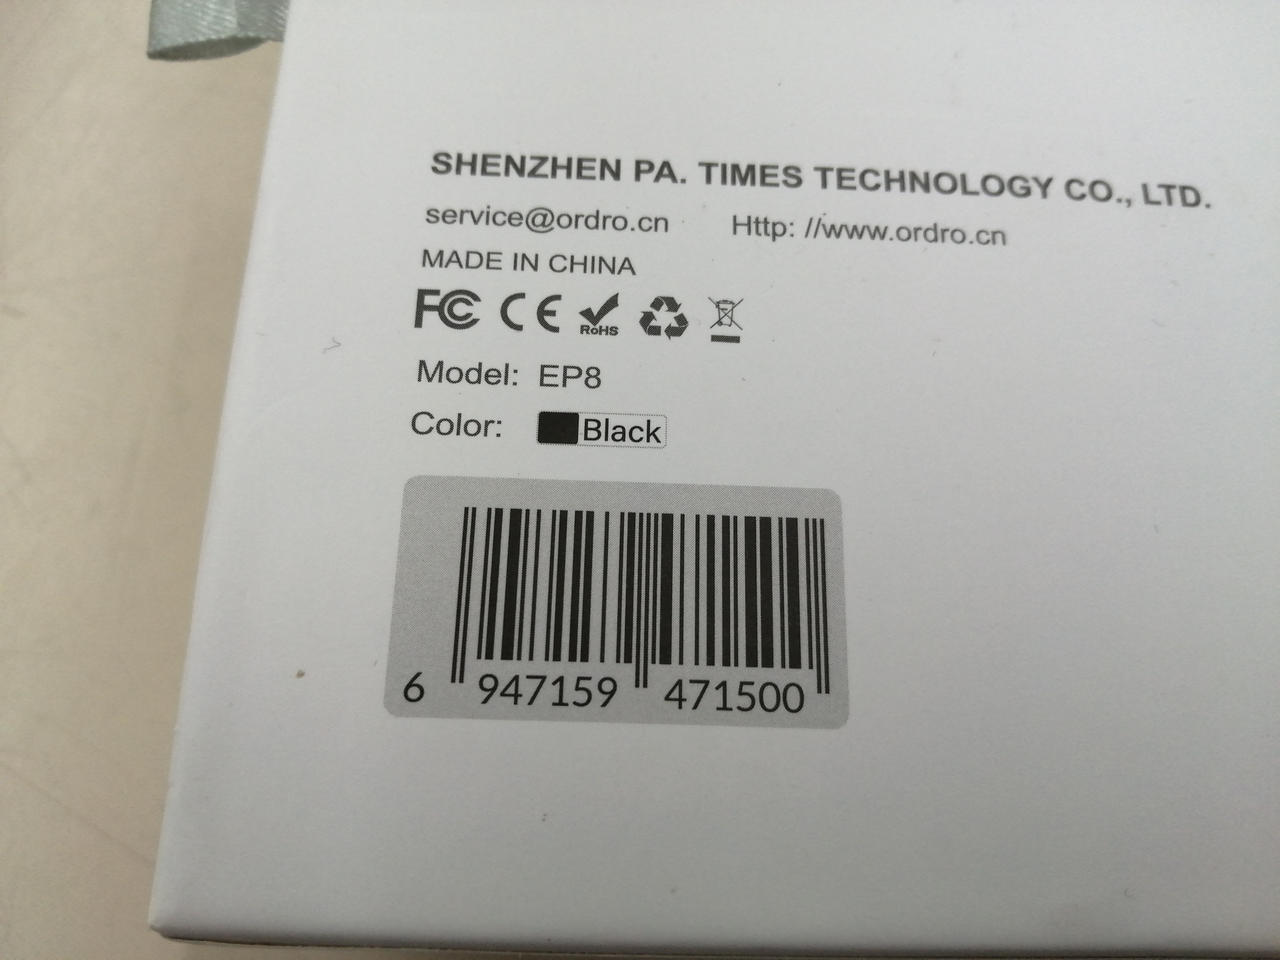 SHENZHEN PA. TIMES TECHNOLOGY CO., LTD.
service@ordro.cn Http: //www.ordro.cn
MADE IN CHINA
FC CE RoHS
Model: EP8
Color: Black
6 947159 471500